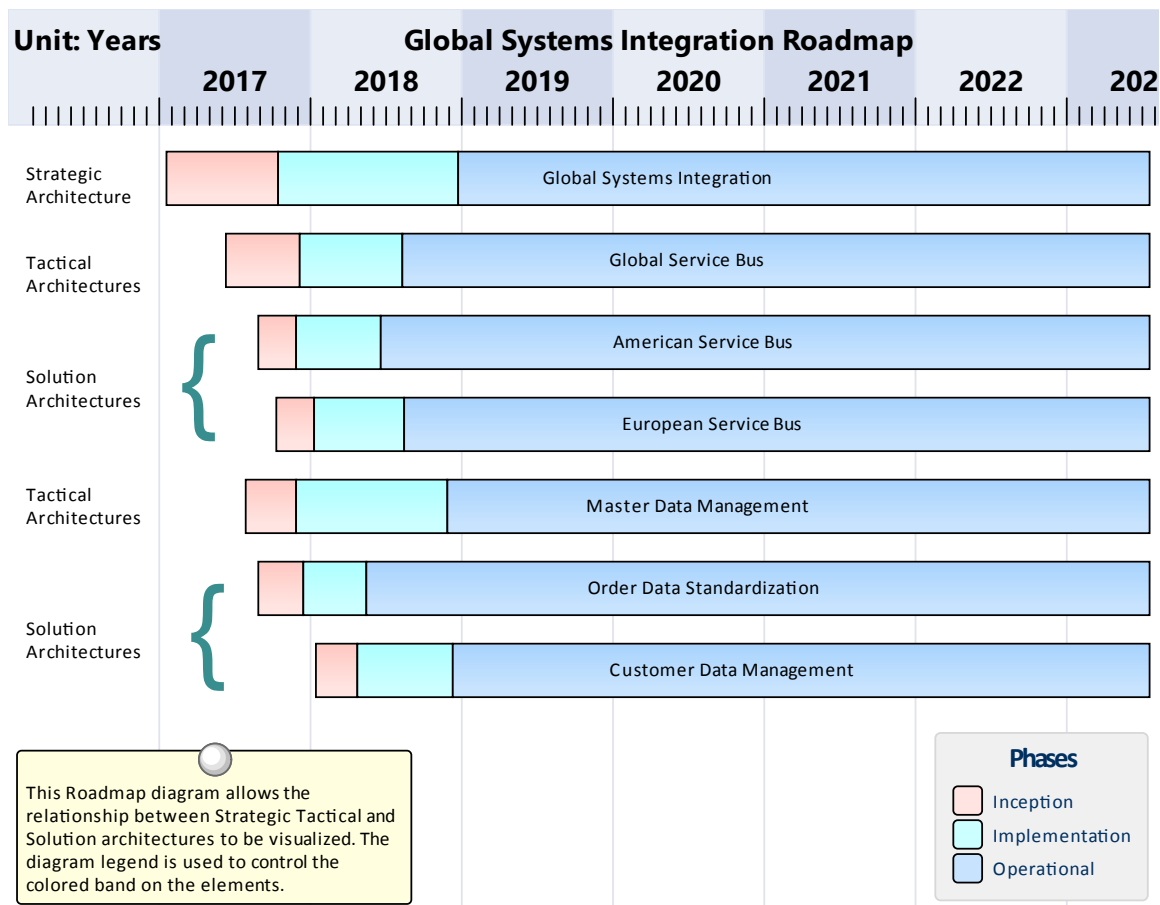 Unit: Years
Global Systems Integration Roadmap
2017 2018 2019 2020 2021 2022 202
Strategic
Architecture
Global Systems Integration
Tactical
Architectures
Global Service Bus
American Service Bus
Solution
Architectures
European Service Bus
Tactical
Architectures
Master Data Management
Order Data Standardization
Solution
Architectures
Customer Data Management
This Roadmap diagram allows the
relationship between Strategic Tactical and
Solution architectures to be visualized. The
diagram legend is used to control the
colored band on the elements.
Phases
Inception
Implementation
Operational